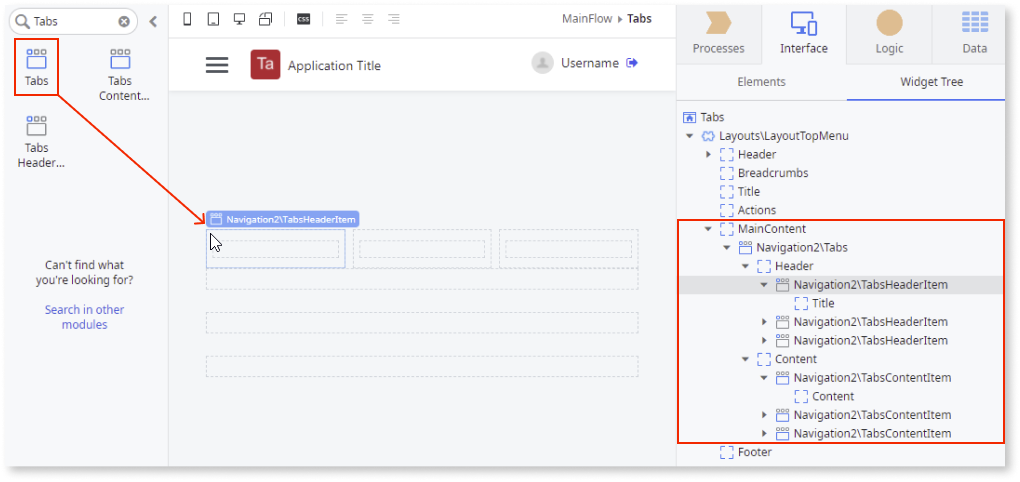 Tabs
Tabs
Tabs
Content...
Tabs
Header...
Can't find what
you're looking for?
Search in other
modules
CSS
MainFlow ▸ Tabs
Ta
Application Title
Username
Navigation2\TabsHeaderItem
Processes
Interface
Logic
Data
Elements
Widget Tree
Tabs
Layouts\LayoutTopMenu
Header
Breadcrumbs
Title
Actions
MainContent
Navigation2\Tabs
Header
Navigation2\TabsHeaderItem
Title
Navigation2\TabsHeaderItem
Navigation2\TabsHeaderItem
Content
Navigation2\TabsContentItem
Content
Navigation2\TabsContentItem
Navigation2\TabsContentItem
Footer